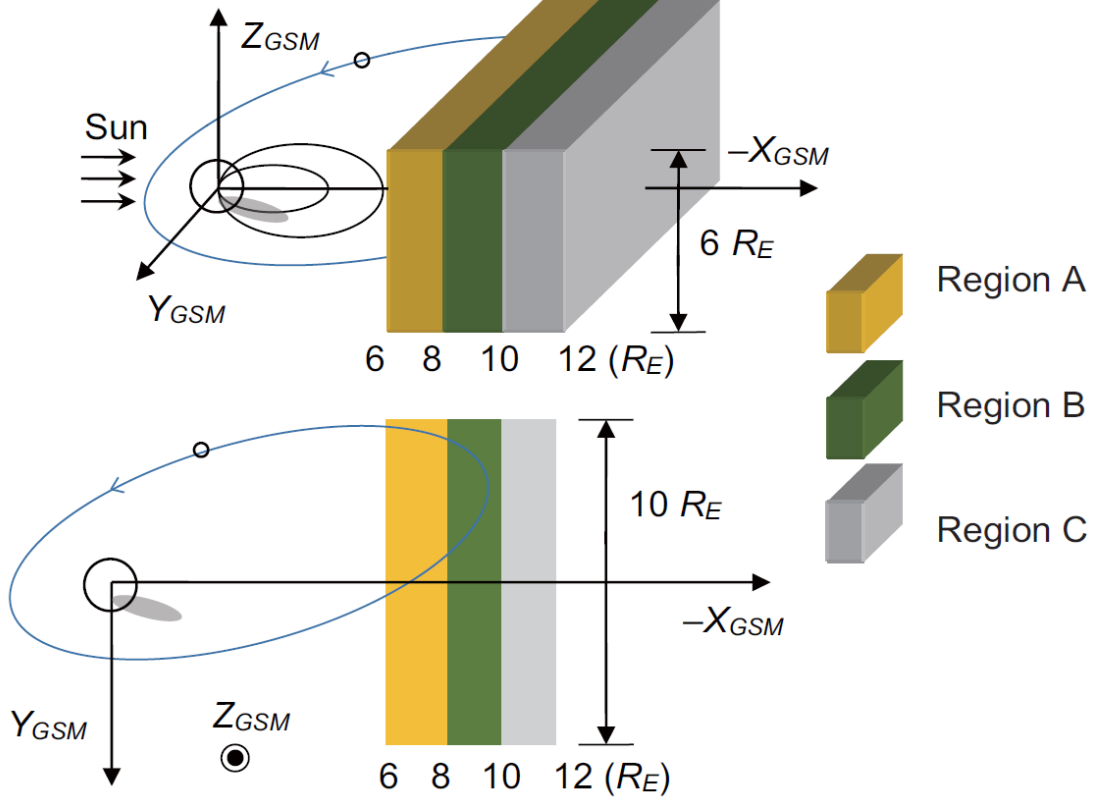 Z_GSM
Sun
–X_GSM
Y_GSM
6 R_E
6 8 10 12 (R_E)
Region A
Region B
Region C
10 R_E
–X_GSM
Y_GSM
Z_GSM
6 8 10 12 (R_E)